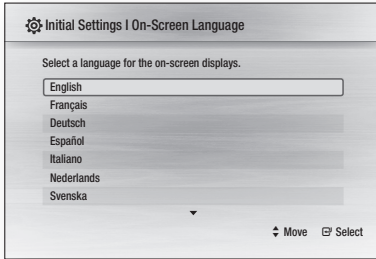 Initial Settings I On-Screen Language
Select a language for the on-screen displays.
English
Français
Deutsch
Español
Italiano
Nederlands
Svenska
Move Select